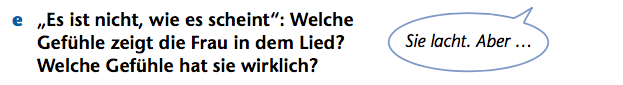 e „Es ist nicht, wie es scheint“: Welche
Gefühle zeigt die Frau in dem Lied?
Welche Gefühle hat sie wirklich?
Sie lacht. Aber …